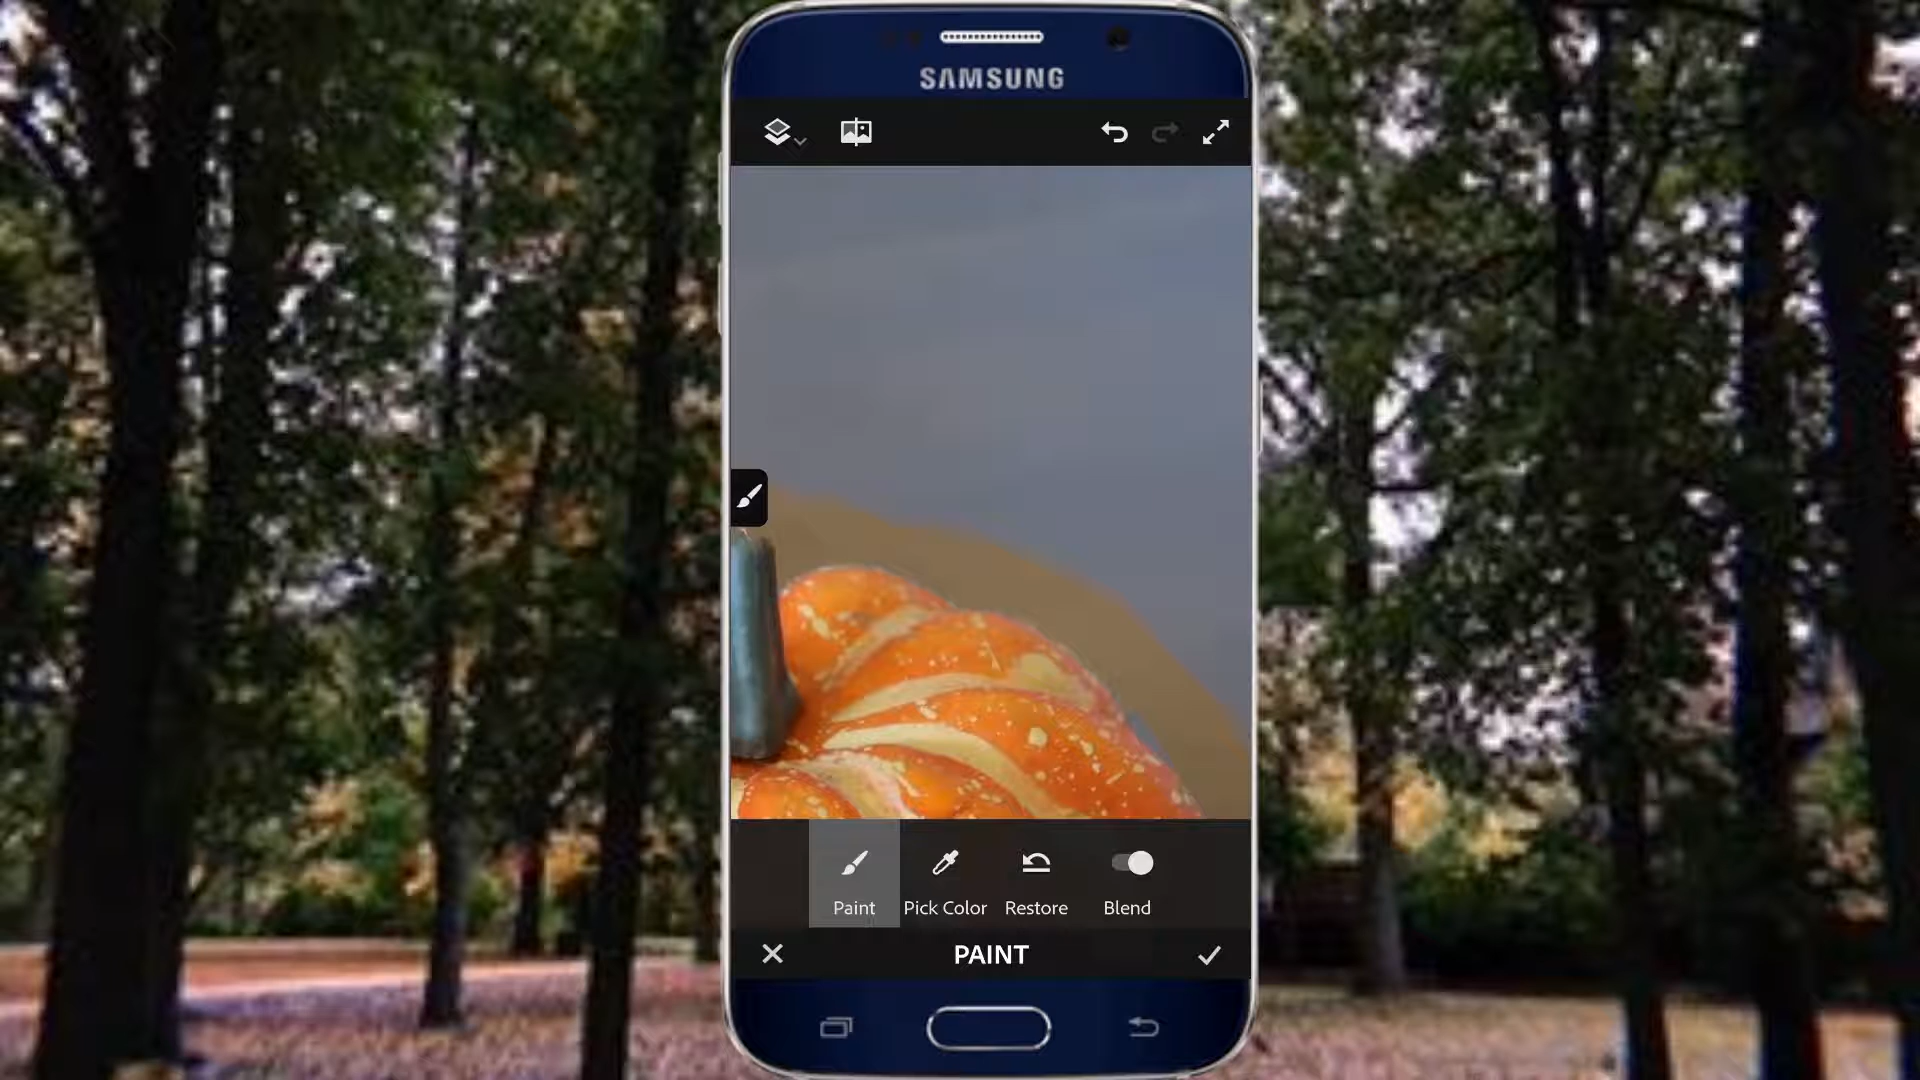 SAMSUNG
Paint
Pick Color
Restore
Blend
PAINT